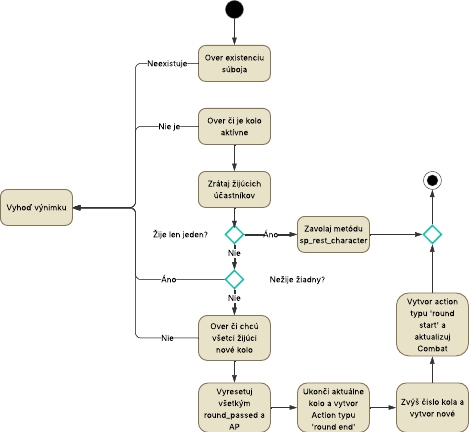 Over existenciu
súboja
Neexistuje
Over či je kolo
aktívne
Nie je
Zrátaj žijúcich
účastníkov
Vyhoď výnimku
Žije len jeden?
Áno
Zavolaj metódu
sp_rest_character
Nie
Áno
Nežije žiadny?
Nie
Over či chcú
všetci žijúci
nové kolo
Nie
Vytvor action
typu 'round
start' a
aktualizuj
Combat
Vyresetuj
všetkým
round_passed a
AP
Ukonči aktuálne
kolo a vytvor
Action typu
'round end'
Zvýš číslo kola a
vytvor nové